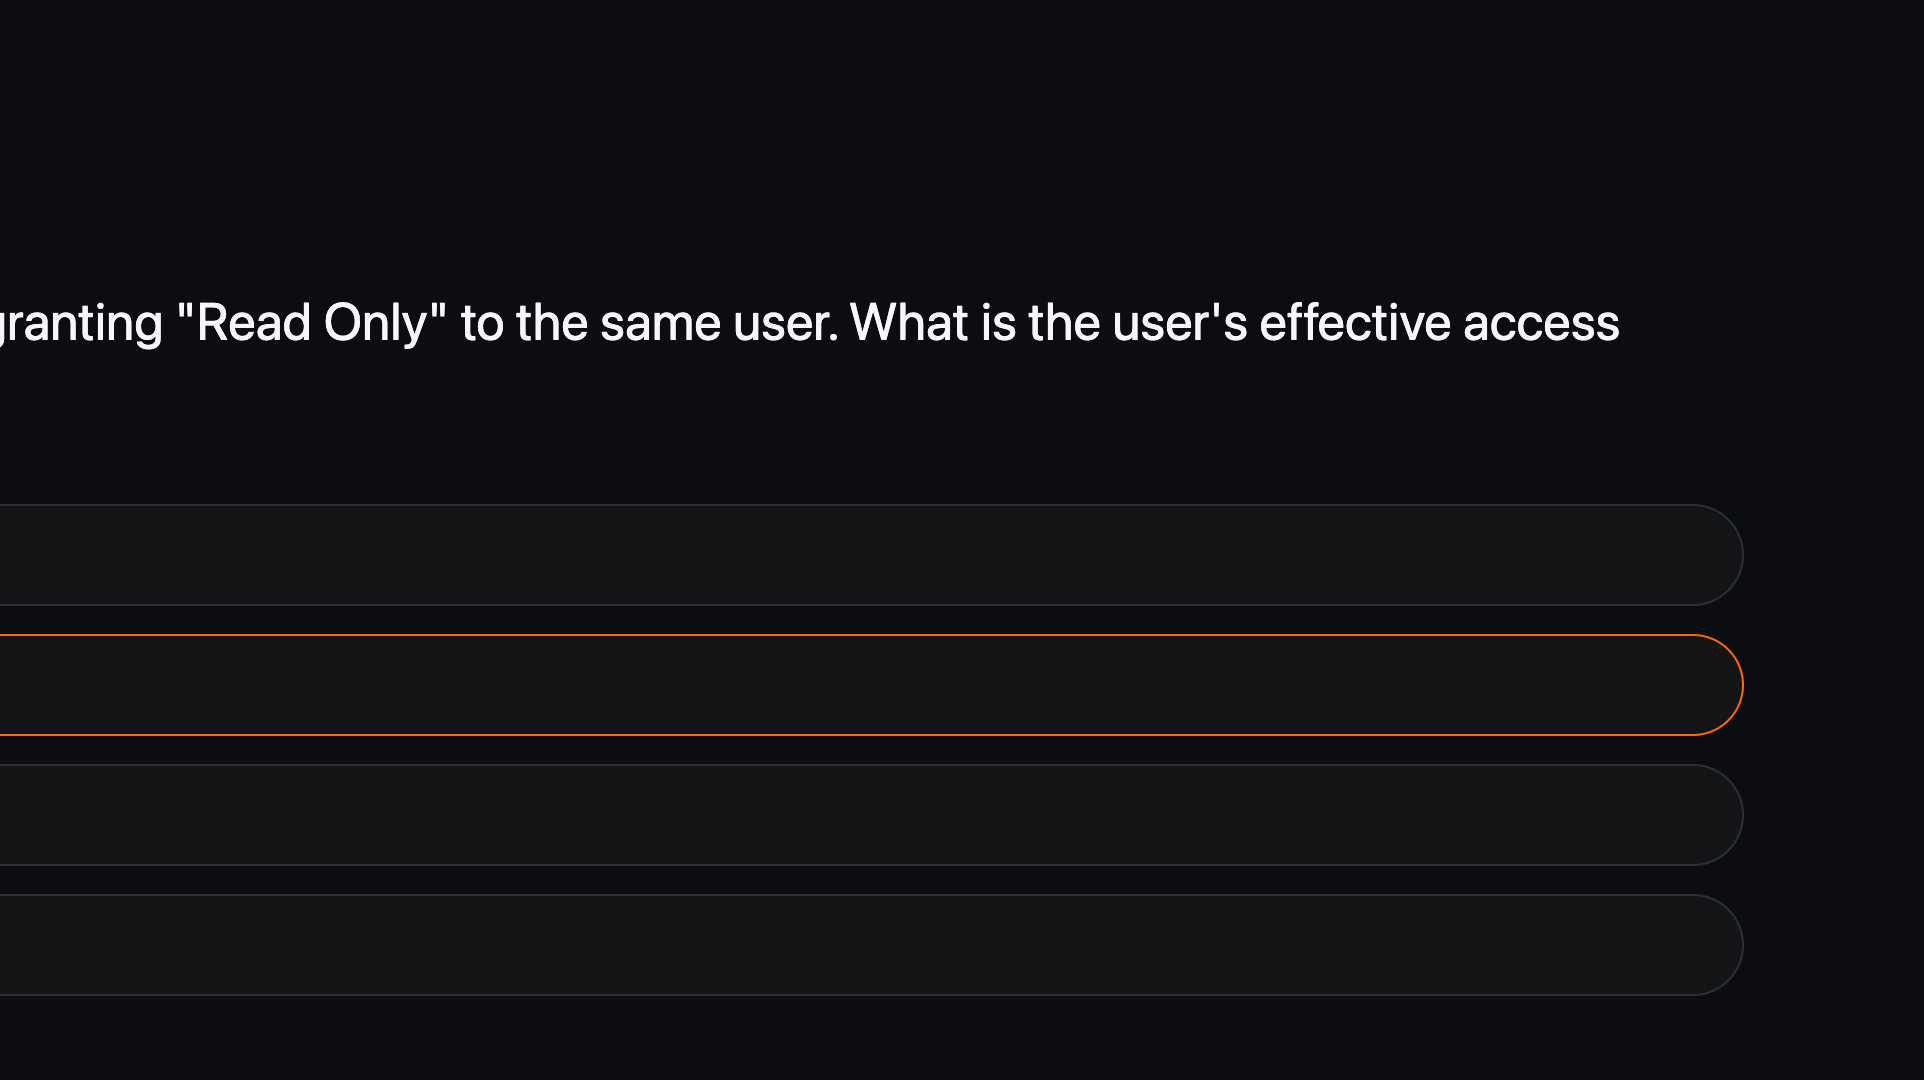 granting "Read Only" to the same user. What is the user's effective access